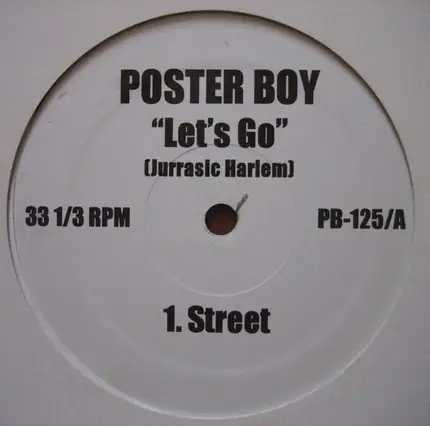 POSTER BOY
"Let's Go"
(Jurrasic Harlem)
33 1/3 RPM
PB-125/A
1. Street